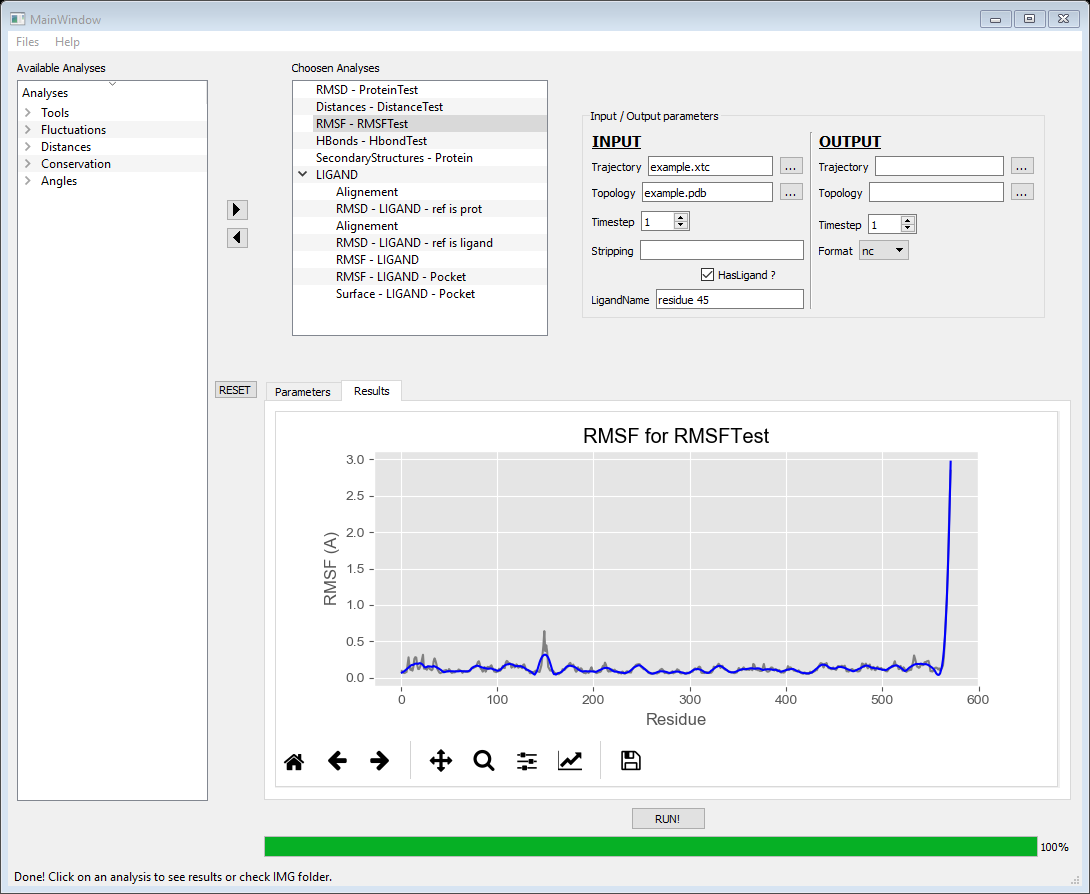 MainWindow
Files Help
Available Analyses
Analyses
Tools
Fluctuations
Distances
Conservation
Angles
Choosen Analyses
RMSD - ProteinTest
Distances - DistanceTest
RMSF - RMSFTest
HBonds - HbondTest
SecondaryStructures - Protein
LIGAND
Alignement
RMSD - LIGAND - ref is prot
Alignement
RMSD - LIGAND - ref is ligand
RMSF - LIGAND
RMSF - LIGAND - Pocket
Surface - LIGAND - Pocket
Input / Output parameters
INPUT
Trajectory example.xtc ...
Topology example.pdb ...
Timestep 1
Stripping
HasLigand ?
LigandName residue 45
OUTPUT
Trajectory ...
Topology ...
Timestep 1
Format nc
RESET
Parameters Results
RMSF for RMSFTest
RMSF (A)
3.0
2.5
2.0
1.5
1.0
0.5
0.0
0 100 200 300 400 500 600
Residue
RUN!
100%
Done! Click on an analysis to see results or check IMG folder.